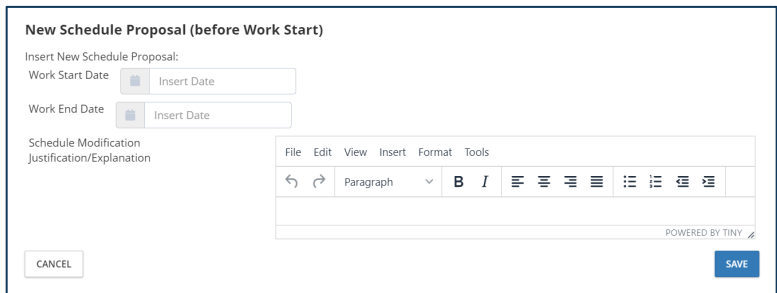 New Schedule Proposal (before Work Start)
Insert New Schedule Proposal:
Work Start Date Insert Date
Work End Date Insert Date
Schedule Modification
Justification/Explanation
File Edit View Insert Format Tools
Paragraph B I
POWERED BY TINY
CANCEL SAVE